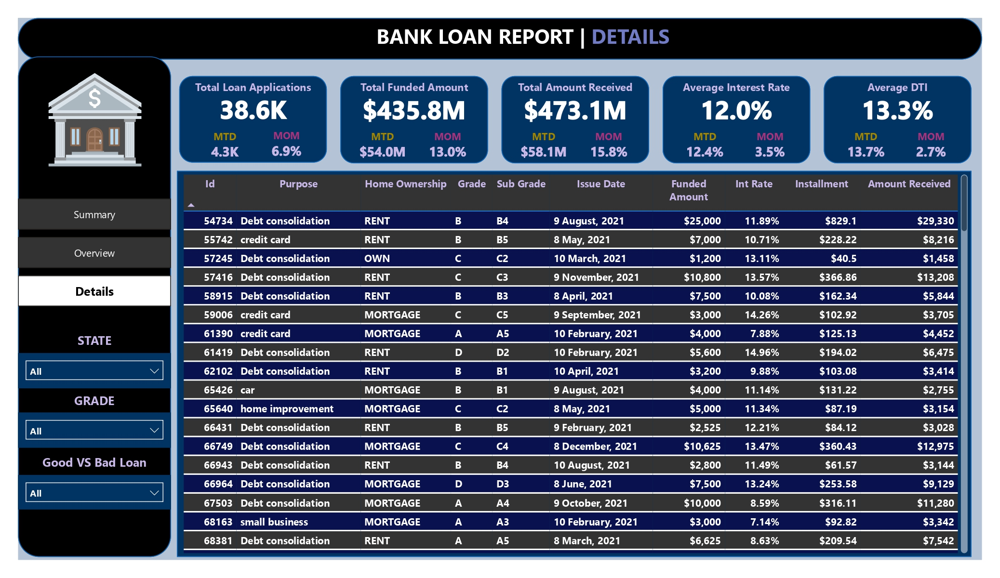 BANK LOAN REPORT | DETAILS
$
Total Loan Applications
38.6K
MTD MOM
4.3K 6.9%
Total Funded Amount
$435.8M
MTD MOM
$54.0M 13.0%
Total Amount Received
$473.1M
MTD MOM
$58.1M 15.8%
Average Interest Rate
12.0%
MTD MOM
12.4% 3.5%
Average DTI
13.3%
MTD MOM
13.7% 2.7%
Summary
Overview
Details
STATE
All
GRADE
All
Good VS Bad Loan
All
Id Purpose Home Ownership Grade Sub Grade Issue Date Funded Amount Int Rate Installment Amount Received
54734 Debt consolidation RENT B B4 9 August, 2021 $25,000 11.89% $829.1 $29,330
55742 credit card RENT B B5 8 May, 2021 $7,000 10.71% $228.22 $8,216
57245 Debt consolidation OWN C C2 10 March, 2021 $1,200 13.11% $40.5 $1,458
57416 Debt consolidation RENT C C3 9 November, 2021 $10,800 13.57% $366.86 $13,208
58915 Debt consolidation RENT B B3 8 April, 2021 $7,500 10.08% $162.34 $5,844
59006 credit card MORTGAGE C C5 9 September, 2021 $3,000 14.26% $102.92 $3,705
61390 credit card MORTGAGE A A5 10 February, 2021 $4,000 7.88% $125.13 $4,452
61419 Debt consolidation RENT D D2 10 February, 2021 $5,600 14.96% $194.02 $6,475
62102 Debt consolidation RENT B B1 10 April, 2021 $3,200 9.88% $103.08 $3,414
65426 car MORTGAGE B B1 9 August, 2021 $4,000 11.14% $131.22 $2,755
65640 home improvement MORTGAGE C C2 8 May, 2021 $5,000 11.34% $87.19 $3,154
66431 Debt consolidation RENT B B5 9 February, 2021 $2,525 12.21% $84.12 $3,028
66749 Debt consolidation MORTGAGE C C4 8 December, 2021 $10,625 13.47% $360.43 $12,975
66943 Debt consolidation RENT B B4 10 August, 2021 $2,800 11.49% $61.57 $3,144
66964 Debt consolidation MORTGAGE D D3 8 June, 2021 $7,500 13.24% $253.58 $9,129
67503 Debt consolidation MORTGAGE A A4 9 October, 2021 $10,000 8.59% $316.11 $11,280
68163 small business MORTGAGE A A3 10 February, 2021 $3,000 7.14% $92.82 $3,342
68381 Debt consolidation RENT A A5 8 March, 2021 $6,625 8.63% $209.54 $7,542